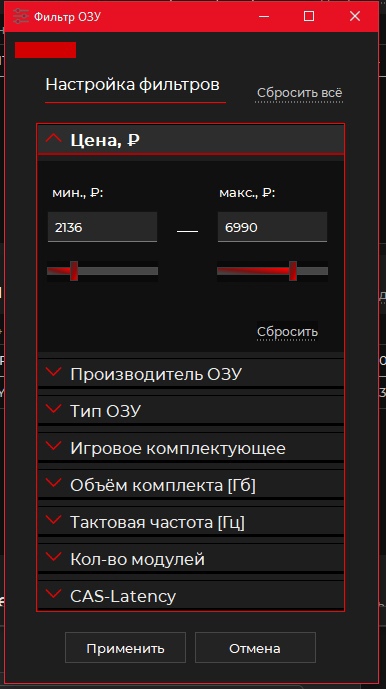 Фильтр ОЗУ
Настройка фильтров
Сбросить всё
Цена, ₽
мин., ₽:
макс., ₽:
2136
—
6990
Сбросить
Производитель ОЗУ
Тип ОЗУ
Игровое комплектующее
Объём комплекта [Гб]
Тактовая частота [Гц]
Кол-во модулей
CAS-Latency
Применить
Отмена